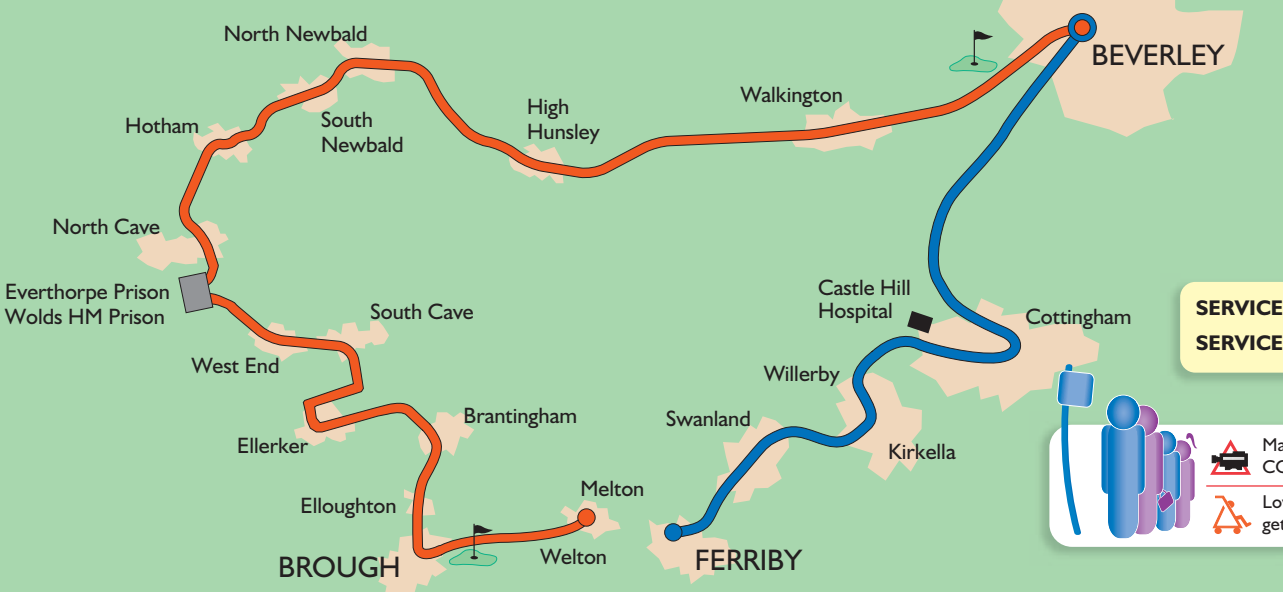 North Newbald
BEVERLEY
Walkington
High
Hunsley
South
Newbald
Hotham
North Cave
Everthorpe Prison
Wolds HM Prison
South Cave
West End
Castle Hill
Hospital
Cottingham
SERVICE
SERVICE
Willerby
Swanland
Kirkella
Brantingham
Ellerker
Elloughton
Melton
Welton
BROUGH
FERRIBY